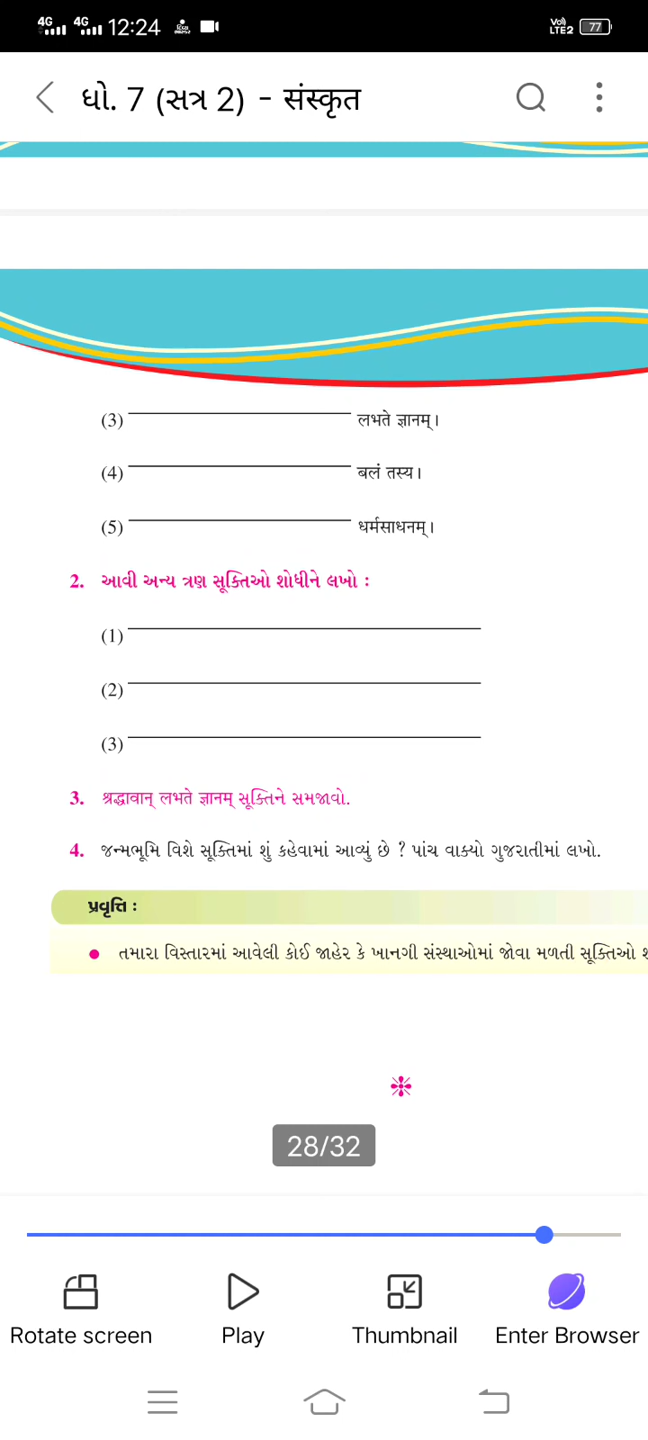 4G 4G 12:24 Vo) LTE2 77
ધો. 7 (સત્ર 2) - संस्कृत
(3) लभते ज्ञानम्।
(4) बलं तस्य।
(5) धर्मसाधनम्।
2. આવી અન્ય ત્રણ સૂક્તિઓ શોધીને લખો :
(1)
(2)
(3)
3. श्रद्धावान् लभते ज्ञानम् સૂક્તિને સમજાવો.
4. જન્મભૂમિ વિશે સૂક્તિમાં શું કહેવામાં આવ્યું છે ? પાંચ વાક્યો ગુજરાતીમાં લખો.
પ્રવૃત્તિ :
તમારા વિસ્તારમાં આવેલી કોઈ જાહેર કે ખાનગી સંસ્થાઓમાં જોવા મળતી સૂક્તિઓ
28/32
Rotate screen Play Thumbnail Enter Browser